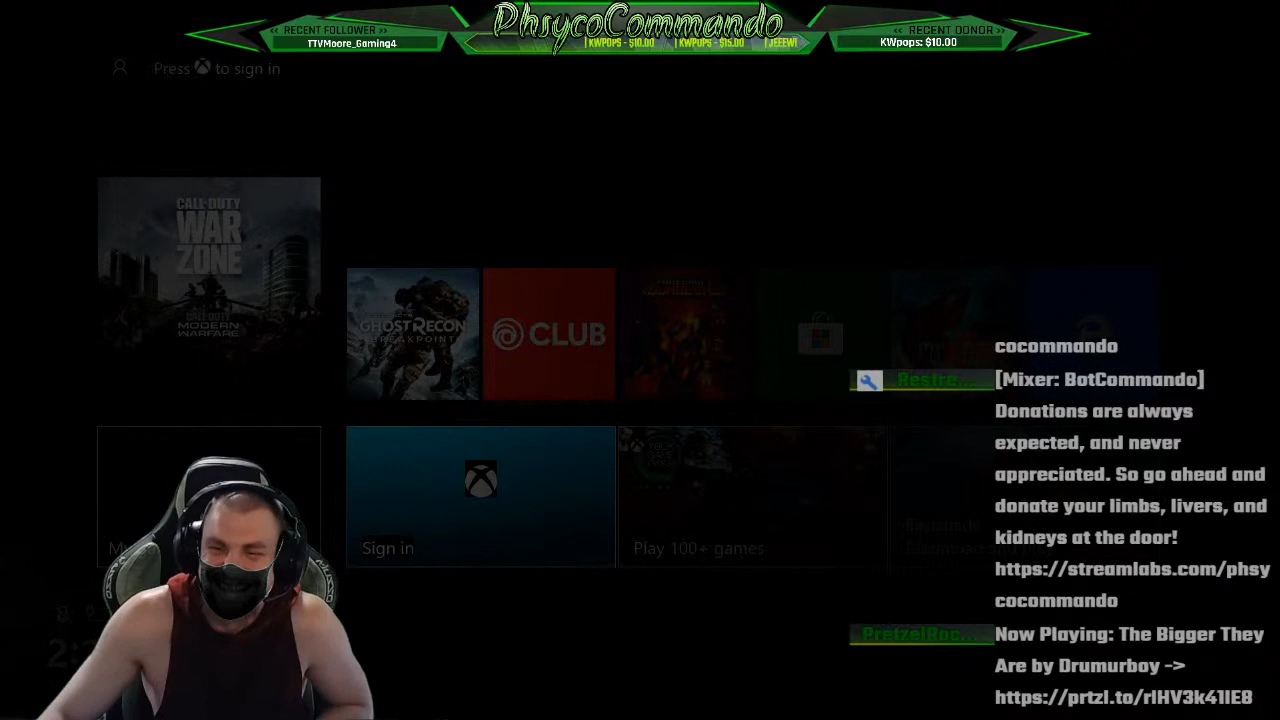 PhsycoCommando
<< RECENT FOLLOWER >>
TTVMoore_Gaming4
| KWPOPS - $10.00 | KWPOPS - $15.00 | JEEEW!
<< RECENT DONOR >>
KWpops: $10.00
Press to sign in
CALL OF DUTY
WAR
ZONE
CALL OF DUTY
MODERN
WARFARE
GHOST RECON
BREAKPOINT
CLUB
Sign in
Play 100+ games
cocommando
Restre...
[Mixer: BotCommando]
Donations are always
expected, and never
appreciated. So go ahead and
donate your limbs, livers, and
kidneys at the door!
https://streamlabs.com/phsy
cocommando
PretzelRoc...
Now Playing: The Bigger They
Are by Drumurboy ->
https://prtzl.to/rlHV3k41lE8